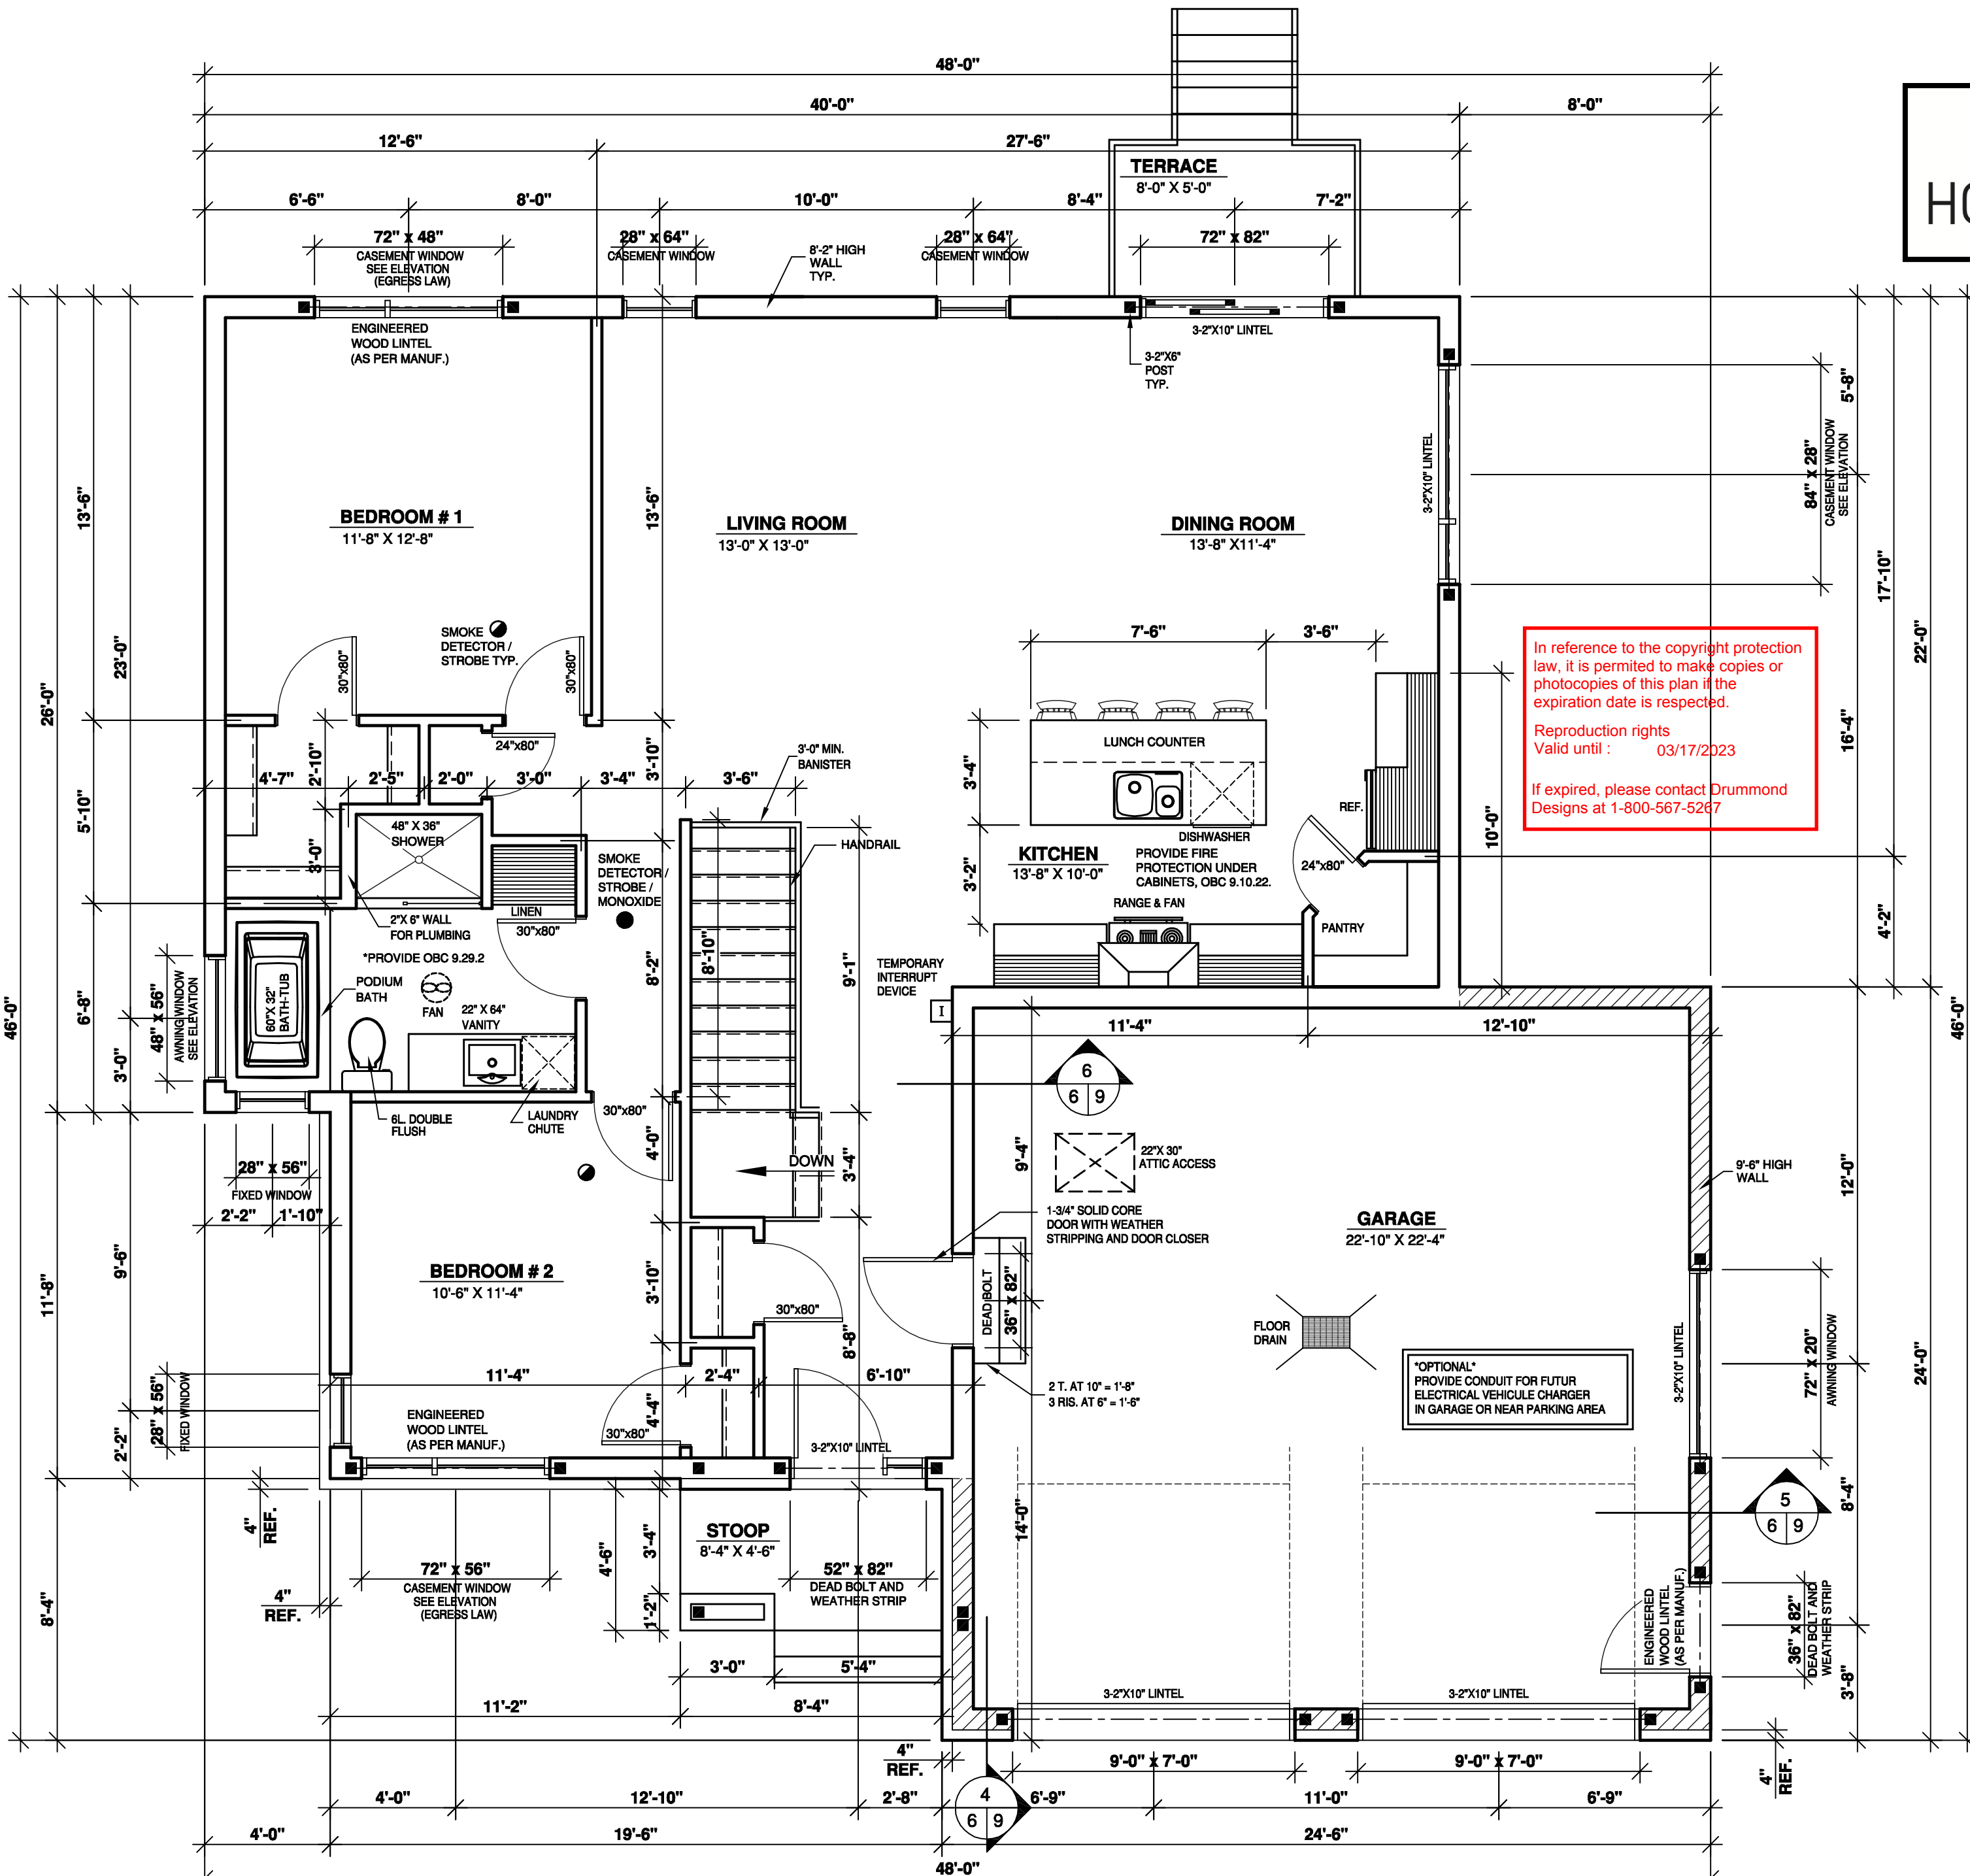 48'-0"
40'-0"
8'-0"
12'-6"
27'-6"
TERRACE
8'-0" X 5'-0"
6'-6"
8'-0"
10'-0"
8'-4"
7'-2"
HO
72" x 48"
CASEMENT WINDOW
SEE ELEVATION
(EGRESS LAW)
28" x 64"
CASEMENT WINDOW
8'-2" HIGH
WALL
TYP.
28" x 64"
CASEMENT WINDOW
72" x 82"
ENGINEERED
WOOD LINTEL
(AS PER MANUF.)
3-2"X10" LINTEL
3-2"X6"
POST
TYP.
5'-8"
3-2"X10" LINTEL
84" x 28"
CASEMENT WINDOW
SEE ELEVATION
13'-6"
BEDROOM # 1
11'-8" X 12'-8"
13'-6"
LIVING ROOM
13'-0" X 13'-0"
DINING ROOM
13'-8" X11'-4"
17'-10"
22'-0"
23'-0"
26'-0"
SMOKE
DETECTOR /
STROBE TYP.
30"x80"
30"x80"
7'-6"
3'-6"
In reference to the copyright protection
law, it is permited to make copies or
photocopies of this plan if the
expiration date is respected.
Reproduction rights
Valid until : 03/17/2023
If expired, please contact Drummond
Designs at 1-800-567-5267
16'-4"
24"x80"
3'-10"
3'-0" MIN.
BANISTER
LUNCH COUNTER
3'-4"
4'-7"
2'-10"
2'-5"
2'-0"
3'-0"
3'-4"
3'-6"
5'-10"
REF.
10'-0"
48" X 36"
SHOWER
3'-0"
HANDRAIL
DISHWASHER
KITCHEN
13'-8" X 10'-0"
PROVIDE FIRE
PROTECTION UNDER
CABINETS, OBC 9.10.22.
24"x80"
3'-2"
SMOKE
DETECTOR /
STROBE /
MONOXIDE
RANGE & FAN
PANTRY
4'-2"
LINEN
30"x80"
2"X 6" WALL
FOR PLUMBING
*PROVIDE OBC 9.29.2
8'-10"
8'-2"
9'-1"
TEMPORARY
INTERRUPT
DEVICE
I
PODIUM
BATH
FAN
60"X 32"
BATH-TUB
22" X 64"
VANITY
6'-8"
48" x 56"
AWNING WINDOW
SEE ELEVATION
46'-0"
46'-0"
3'-0"
11'-4"
12'-10"
6
6 9
6L. DOUBLE
FLUSH
LAUNDRY
CHUTE
30"x80"
4'-0"
DOWN
3'-4"
9'-4"
22"X 30"
ATTIC ACCESS
9'-6" HIGH
WALL
12'-0"
28" x 56"
FIXED WINDOW
2'-2"
1'-10"
1-3/4" SOLID CORE
DOOR WITH WEATHER
STRIPPING AND DOOR CLOSER
GARAGE
22'-10" X 22'-4"
9'-6"
11'-8"
BEDROOM # 2
10'-6" X 11'-4"
3'-10"
30"x80"
8'-8"
DEAD BOLT
36" x 82"
FLOOR
DRAIN
3-2"X10" LINTEL
72" x 20"
AWNING WINDOW
24'-0"
*OPTIONAL*
PROVIDE CONDUIT FOR FUTUR
ELECTRICAL VEHICULE CHARGER
IN GARAGE OR NEAR PARKING AREA
11'-4"
2'-4"
6'-10"
2 T. AT 10" = 1'-8"
3 RIS. AT 6" = 1'-6"
28" x 56"
FIXED WINDOW
2'-2"
ENGINEERED
WOOD LINTEL
(AS PER MANUF.)
4'-4"
30"x80"
3-2"X10" LINTEL
4"
REF.
STOOP
8'-4" X 4'-6"
4'-6"
3'-4"
1'-2"
14'-0"
5
6 9
8'-4"
72" x 56"
CASEMENT WINDOW
SEE ELEVATION
(EGRESS LAW)
52" x 82"
DEAD BOLT AND
WEATHER STRIP
4"
REF.
8'-4"
ENGINEERED
WOOD LINTEL
(AS PER MANUF.)
36" x 82"
DEAD BOLT AND
WEATHER STRIP
3'-8"
3'-0"
5'-4"
3-2"X10" LINTEL
3-2"X10" LINTEL
11'-2"
8'-4"
4"
REF.
9'-0" x 7'-0"
9'-0" x 7'-0"
4"
REF.
4'-0"
12'-10"
2'-8"
4
6 9
6'-9"
11'-0"
6'-9"
4'-0"
19'-6"
24'-6"
48'-0"